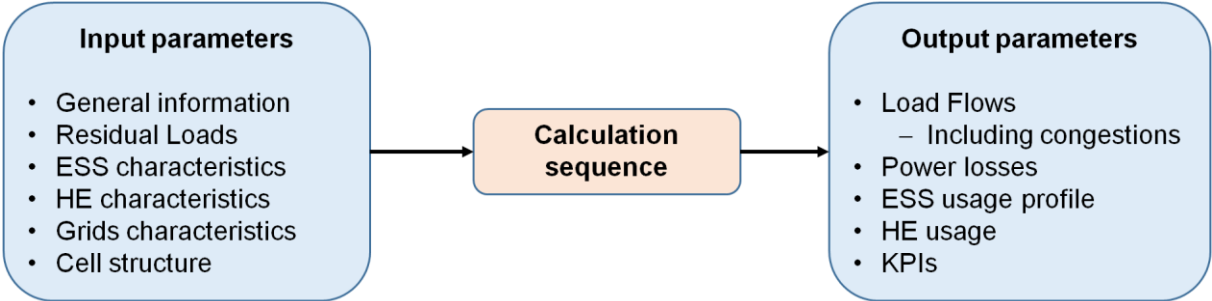 Input parameters
• General information
• Residual Loads
• ESS characteristics
• HE characteristics
• Grids characteristics
• Cell structure
Calculation
sequence
Output parameters
• Load Flows
– Including congestions
• Power losses
• ESS usage profile
• HE usage
• KPIs